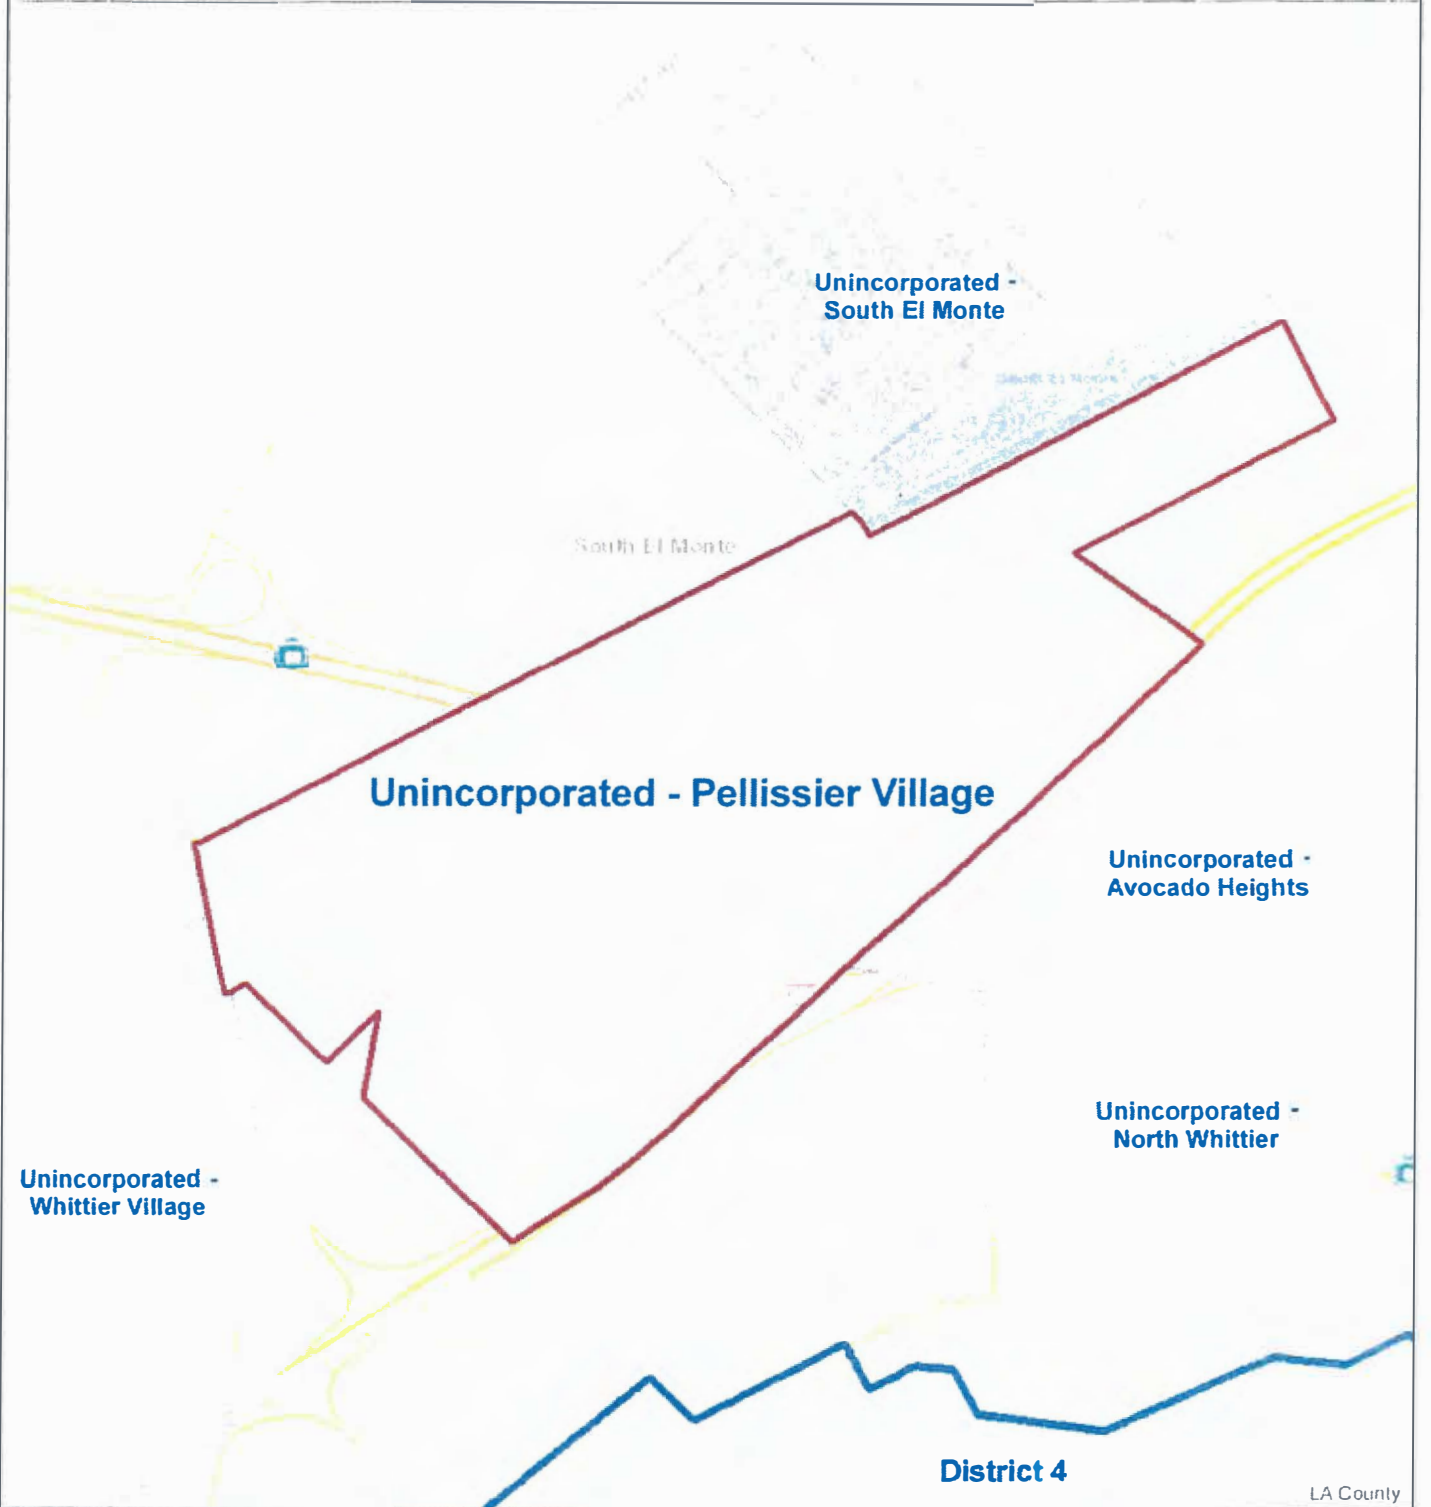 Unincorporated -
South El Monte
South El Monte
Unincorporated - Pellissier Village
Unincorporated -
Avocado Heights
Unincorporated -
North Whittier
Unincorporated -
Whittier Village
District 4
LA County